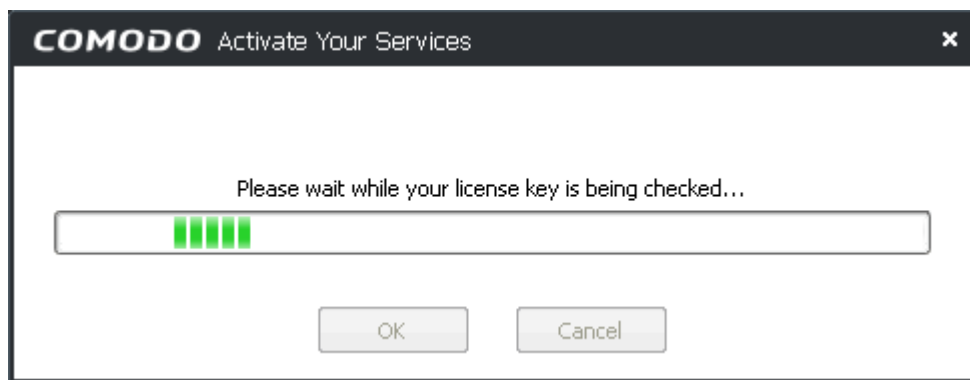 COMODO Activate Your Services
Please wait while your license key is being checked...
OK Cancel